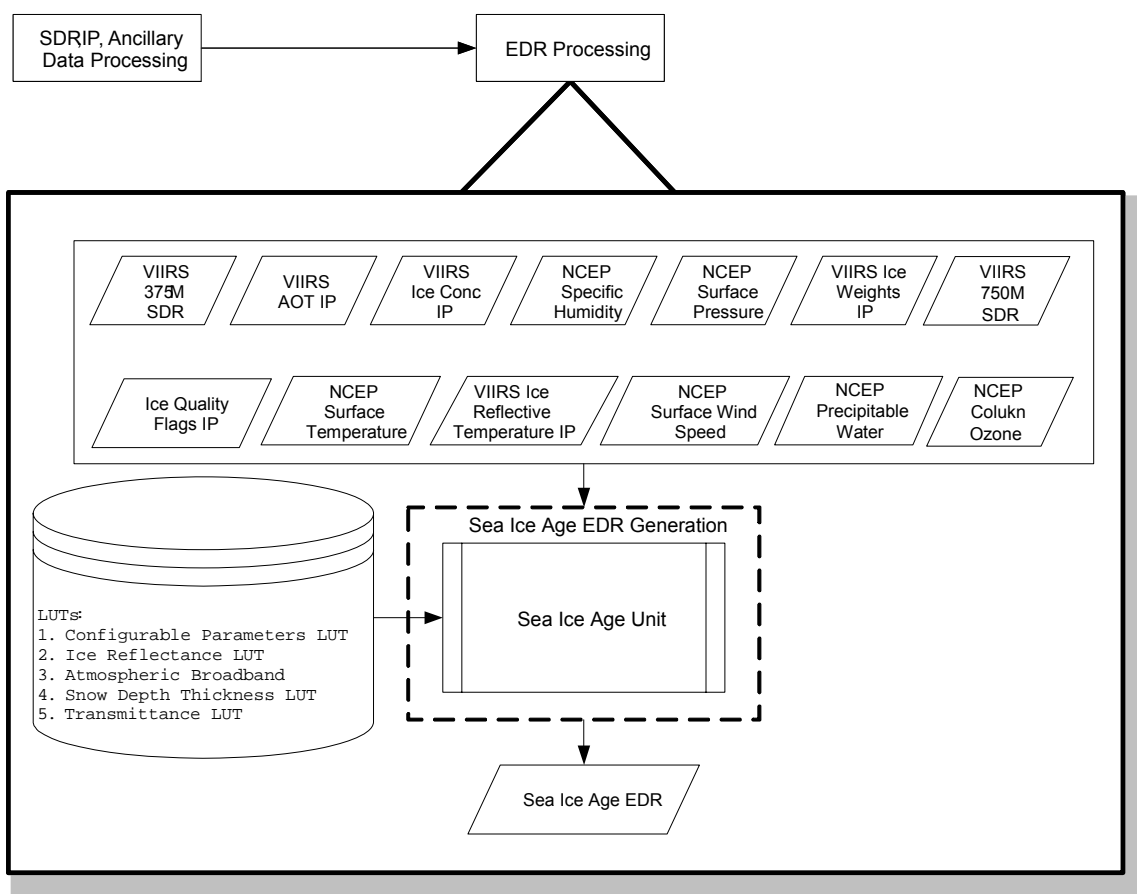 SDR,IP, Ancillary
Data Processing
EDR Processing
VIIRS
375M
SDR
VIIRS
AOT IP
VIIRS
Ice Conc
IP
NCEP
Specific
Humidity
NCEP
Surface
Pressure
VIIRS Ice
Weights
IP
VIIRS
750M
SDR
Ice Quality
Flags IP
NCEP
Surface
Temperature
VIIRS Ice
Reflective
Temperature IP
NCEP
Surface Wind
Speed
NCEP
Precipitable
Water
NCEP
Colukn
Ozone
Sea Ice Age EDR Generation
Sea Ice Age Unit
LUTs:
1. Configurable Parameters LUT
2. Ice Reflectance LUT
3. Atmospheric Broadband
4. Snow Depth Thickness LUT
5. Transmittance LUT
Sea Ice Age EDR